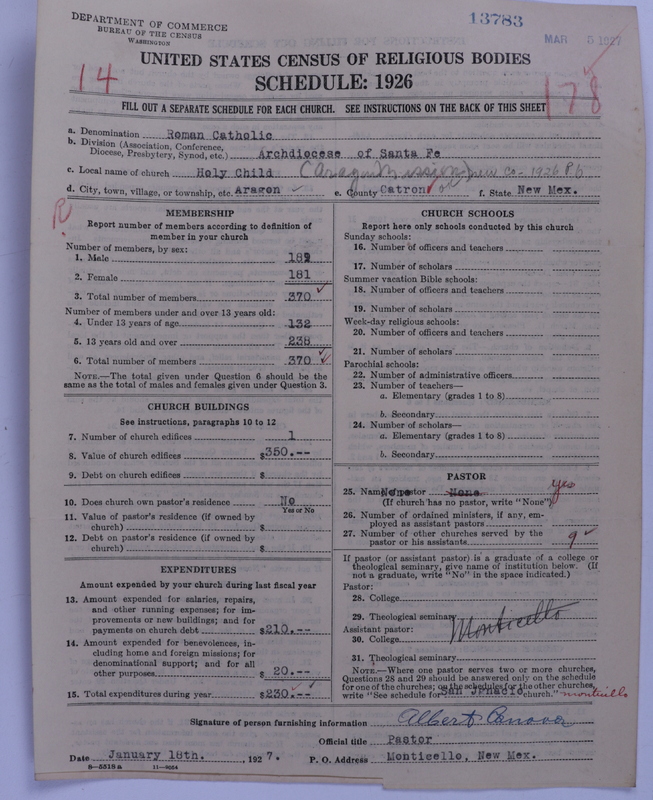 DEPARTMENT OF COMMERCE
BUREAU OF THE CENSUS
WASHINGTON
13783
MAR 5 1927
UNITED STATES CENSUS OF RELIGIOUS BODIES
SCHEDULE: 1926
14
178
FILL OUT A SEPARATE SCHEDULE FOR EACH CHURCH. SEE INSTRUCTIONS ON THE BACK OF THIS SHEET
a. Denomination Roman Catholic
b. Division (Association, Conference, Diocese, Presbytery, Synod, etc.) Archdiocese of Santa Fe
c. Local name of church Holy Child (Aragon Mission) new co- 1926 P.6
d. City, town, village, or township, etc. Aragon e. County Catron f. State New Mex.
R
MEMBERSHIP
Report number of members according to definition of
member in your church
Number of members, by sex:
1. Male 189
2. Female 181
3. Total number of members 370
Number of members under and over 13 years old:
4. Under 13 years of age 132
5. 13 years old and over 238
6. Total number of members 370
NOTE.—The total given under Question 6 should be the
same as the total of males and females given under Question 3.
CHURCH BUILDINGS
See instructions, paragraphs 10 to 12
7. Number of church edifices 1
8. Value of church edifices $350.--
9. Debt on church edifices $
10. Does church own pastor's residence No
Yes or No
11. Value of pastor's residence (if owned by
church) $
12. Debt on pastor's residence (if owned by
church) $
EXPENDITURES
Amount expended by your church during last fiscal year
13. Amount expended for salaries, repairs,
and other running expenses; for im-
provements or new buildings; and for
payments on church debt $210.--
14. Amount expended for benevolences, in-
cluding home and foreign missions; for
denominational support; and for all
other purposes $ 20.--
15. Total expenditures during year $230.--
CHURCH SCHOOLS
Report here only schools conducted by this church
Sunday schools:
16. Number of officers and teachers
17. Number of scholars
Summer vacation Bible schools:
18. Number of officers and teachers
19. Number of scholars
Week-day religious schools:
20. Number of officers and teachers
21. Number of scholars
Parochial schools:
22. Number of administrative officers
23. Number of teachers—
a. Elementary (grades 1 to 8)
b. Secondary
24. Number of scholars—
a. Elementary (grades 1 to 8)
b. Secondary
PASTOR
25. Name of pastor None yes
(If church has no pastor, write "None")
26. Number of ordained ministers, if any, em-
ployed as assistant pastors
27. Number of other churches served by the
pastor or his assistants 9
If pastor (or assistant pastor) is a graduate of a college or
theological seminary, give name of institution below. (If
not a graduate, write "No" in the space indicated.)
Pastor:
28. College
29. Theological seminary
Monticello
Assistant pastor:
30. College
31. Theological seminary
NOTE.—Where one pastor serves two or more churches,
Questions 28 and 29 should be answered only on the schedule
for one of the churches; on the schedules for the other churches,
write "See schedule for San Ignacio church." monticello
Signature of person furnishing information Albert Canova
Official title Pastor
Date January 18th. , 1927. P. O. Address Monticello, New Mex.
8—5318a 11—9054